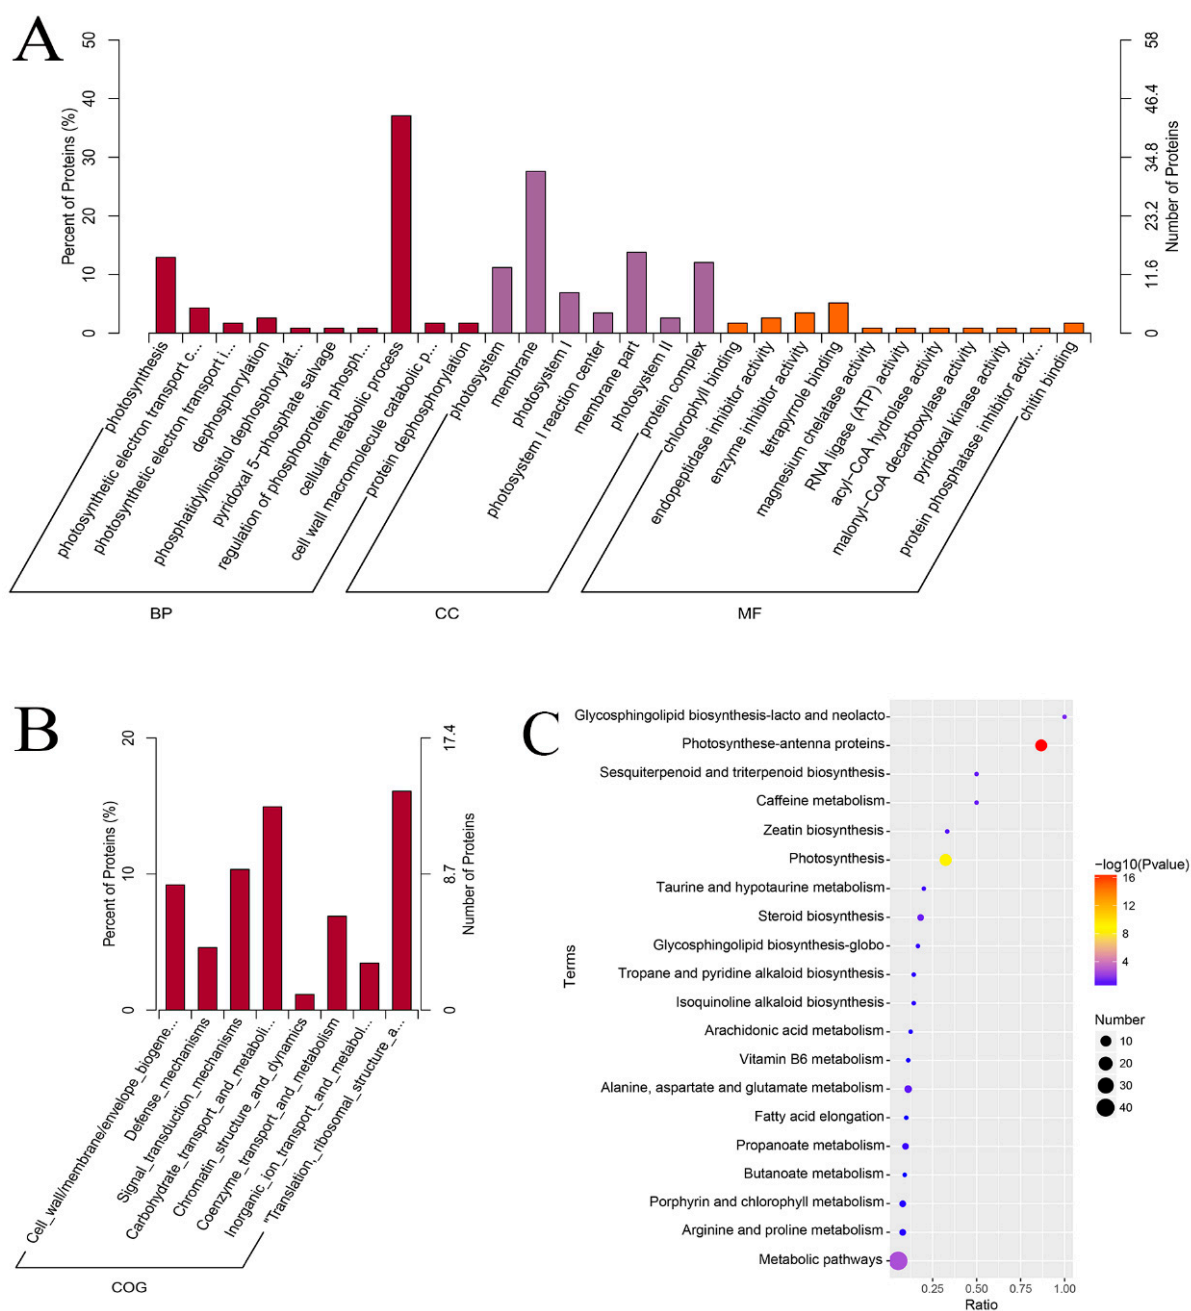 A
Percent of Proteins (%)
50
40
30
20
10
0
58
46.4
34.8
23.2
11.6
0
Number of Proteins
photosynthesis
photosynthetic electron transport c...
photosynthetic electron transport i...
dephosphorylation
phosphatidylinositol dephosphorylat...
pyridoxal 5-phosphate salvage
regulation of phosphoprotein phosph...
cellular metabolic process
cell wall macromolecule catabolic p...
protein dephosphorylation
photosystem
membrane
photosystem I
photosystem I reaction center
membrane part
photosystem II
protein complex
chlorophyll binding
endopeptidase inhibitor activity
enzyme inhibitor activity
tetrapyrrole binding
magnesium chelatase activity
RNA ligase (ATP) activity
acyl-CoA hydrolase activity
malonyl-CoA decarboxylase activity
pyridoxal kinase activity
protein phosphatase inhibitor activ...
chitin binding
BP
CC
MF
B
Percent of Proteins (%)
20
10
0
17.4
8.7
0
Number of Proteins
Cell_wall/membrane/envelope_biogene...
Defense_mechanisms
Signal_transduction_mechanisms
Carbohydrate_transport_and_metaboli...
Chromatin_structure_and_dynamics
Coenzyme_transport_and_metabolism
Inorganic_ion_transport_and_metabol...
"Translation,_ribosomal_structure_a...
COG
C
Terms
Glycosphingolipid biosynthesis-lacto and neolacto
Photosynthese-antenna proteins
Sesquiterpenoid and triterpenoid biosynthesis
Caffeine metabolism
Zeatin biosynthesis
Photosynthesis
Taurine and hypotaurine metabolism
Steroid biosynthesis
Glycosphingolipid biosynthesis-globo
Tropane and pyridine alkaloid biosynthesis
Isoquinoline alkaloid biosynthesis
Arachidonic acid metabolism
Vitamin B6 metabolism
Alanine, aspartate and glutamate metabolism
Fatty acid elongation
Propanoate metabolism
Butanoate metabolism
Porphyrin and chlorophyll metabolism
Arginine and proline metabolism
Metabolic pathways
0.25 0.50 0.75 1.00
Ratio
−log10(Pvalue)
16
12
8
4
Number
10
20
30
40